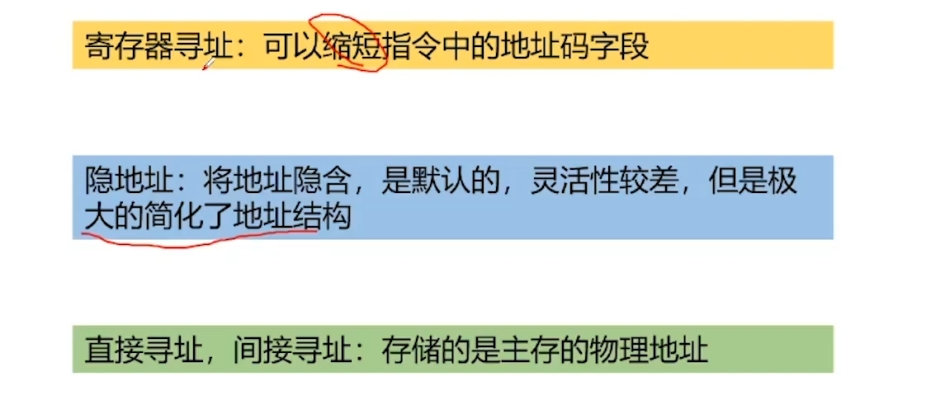 寄存器寻址：可以缩短指令中的地址码字段
隐地址：将地址隐含，是默认的，灵活性较差，但是极
大的简化了地址结构
直接寻址，间接寻址：存储的是主存的物理地址